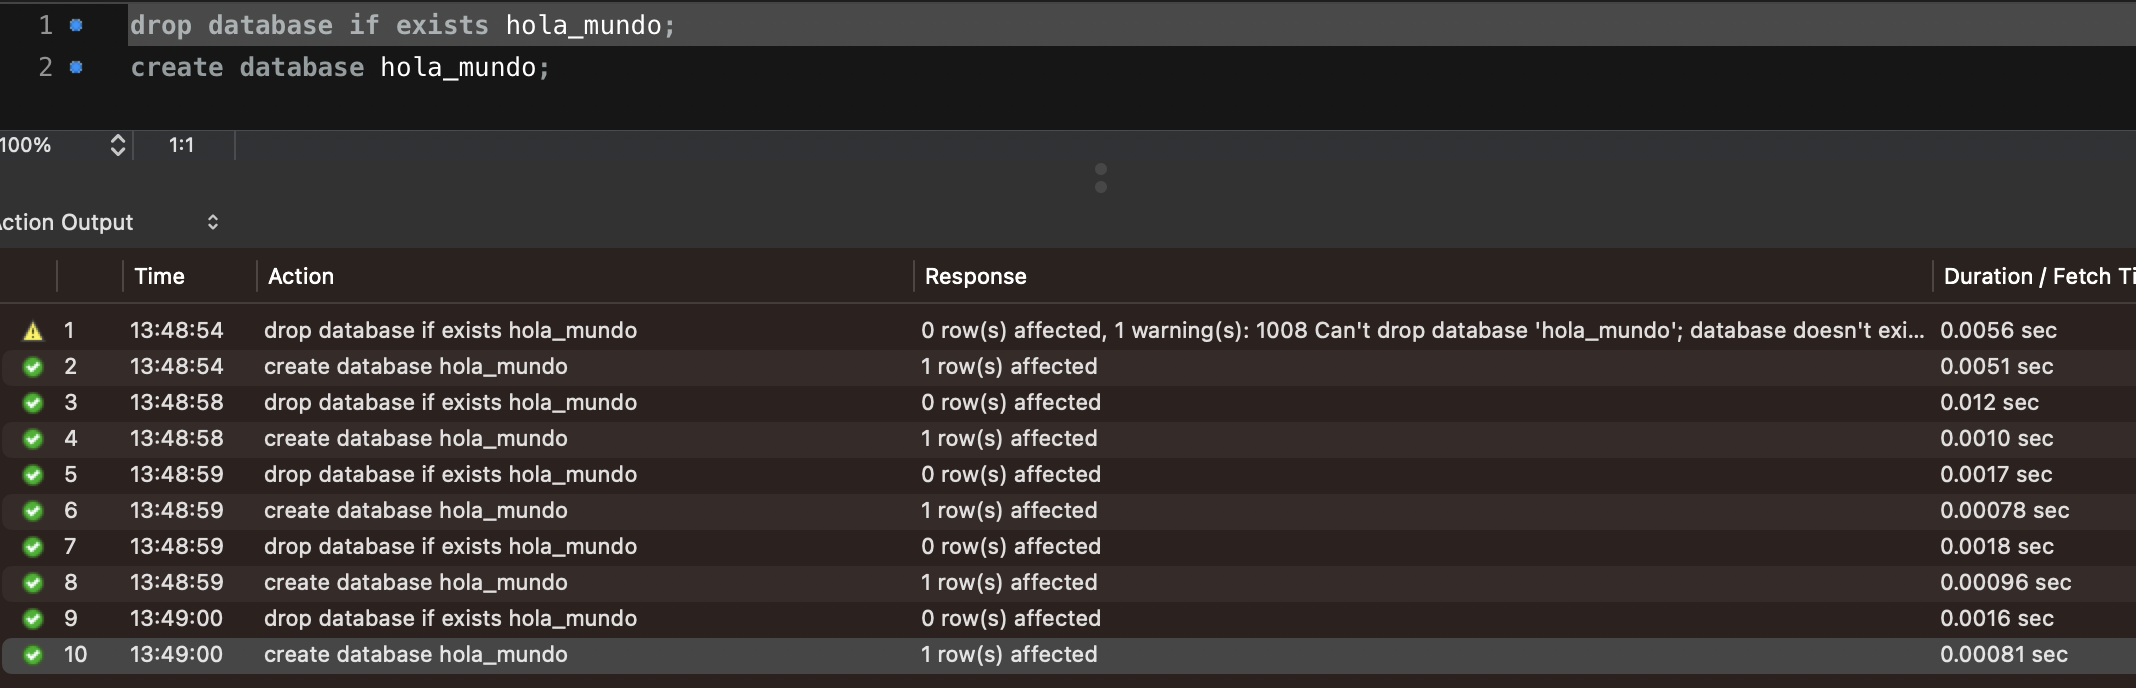 1 drop database if exists hola_mundo;
2 create database hola_mundo;
100% 1:1
Action Output
Time Action Response Duration / Fetch Ti
1 13:48:54 drop database if exists hola_mundo 0 row(s) affected, 1 warning(s): 1008 Can't drop database 'hola_mundo'; database doesn't exi... 0.0056 sec
2 13:48:54 create database hola_mundo 1 row(s) affected 0.0051 sec
3 13:48:58 drop database if exists hola_mundo 0 row(s) affected 0.012 sec
4 13:48:58 create database hola_mundo 1 row(s) affected 0.0010 sec
5 13:48:59 drop database if exists hola_mundo 0 row(s) affected 0.0017 sec
6 13:48:59 create database hola_mundo 1 row(s) affected 0.00078 sec
7 13:48:59 drop database if exists hola_mundo 0 row(s) affected 0.0018 sec
8 13:48:59 create database hola_mundo 1 row(s) affected 0.00096 sec
9 13:49:00 drop database if exists hola_mundo 0 row(s) affected 0.0016 sec
10 13:49:00 create database hola_mundo 1 row(s) affected 0.00081 sec